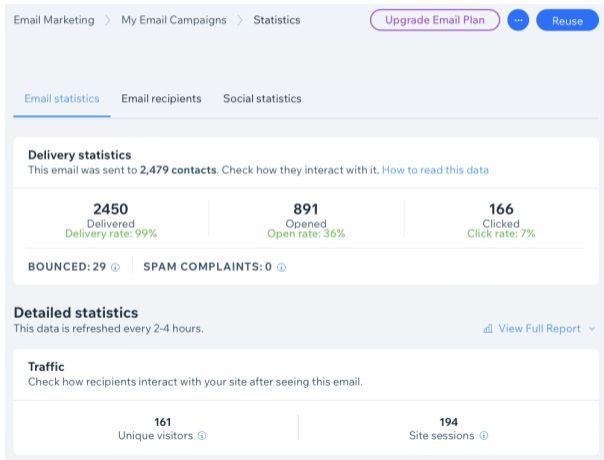 Email Marketing > My Email Campaigns > Statistics
Upgrade Email Plan ... Reuse
Email statistics Email recipients Social statistics
Delivery statistics
This email was sent to 2,479 contacts. Check how they interact with it. How to read this data
2450 891 166
Delivered Opened Clicked
Delivery rate: 99% Open rate: 36% Click rate: 7%
BOUNCED: 29 SPAM COMPLAINTS: 0
Detailed statistics
This data is refreshed every 2-4 hours.
View Full Report
Traffic
Check how recipients interact with your site after seeing this email.
161 194
Unique visitors Site sessions